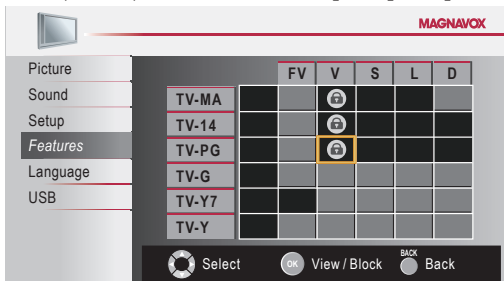 MAGNAVOX
Picture
Sound
Setup
Features
Language
USB
FV V S L D
TV-MA
TV-14
TV-PG
TV-G
TV-Y7
TV-Y
Select
OK View / Block
BACK Back